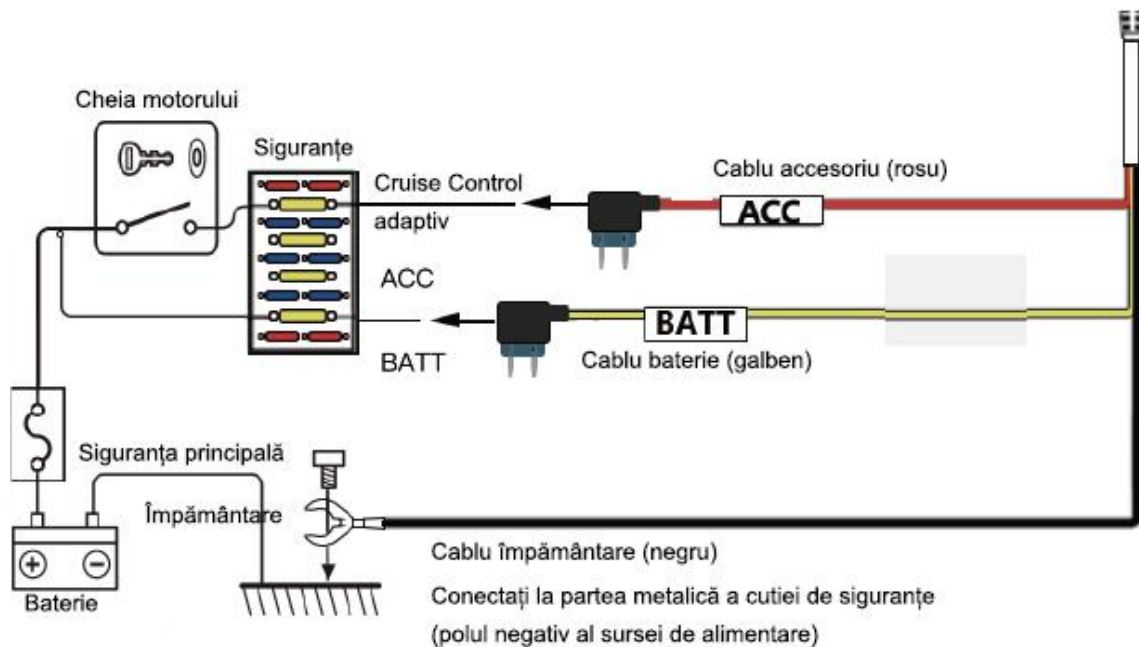 Cheia motorului
Siguranțe
Cruise Control
adaptiv
Cablu accesoriu (rosu)
ACC
ACC
BATT
BATT
Cablu baterie (galben)
Siguranța principală
Împământare
Baterie
Cablu împământare (negru)
Conectați la partea metalică a cutiei de siguranțe
(polul negativ al sursei de alimentare)